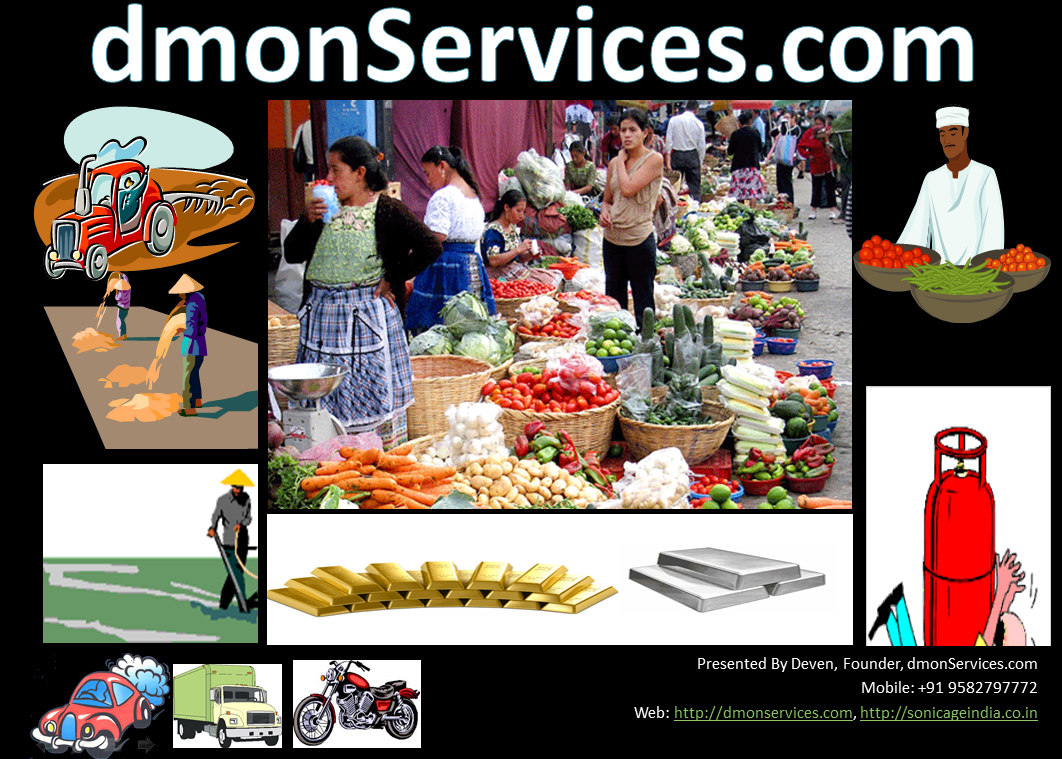 dmonServices.com
Presented By Deven, Founder, dmonServices.com
Mobile: +91 9582797772
Web: http://dmonservices.com, http://sonicageindia.co.in